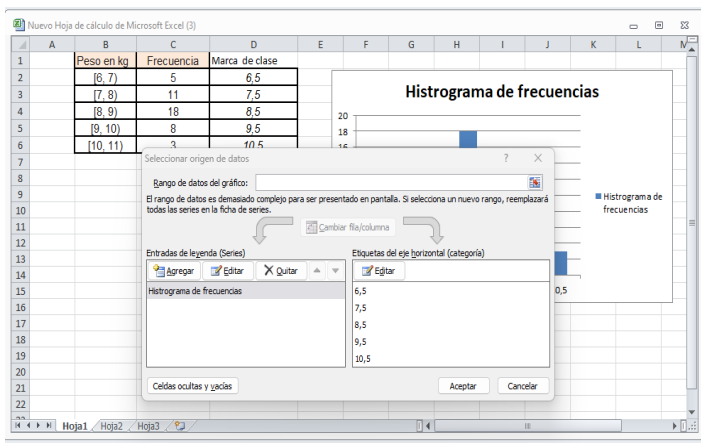 Nuevo Hoja de cálculo de Microsoft Excel (3)
A B C D E F G H I J K L M
1 Peso en kg Frecuencia Marca de clase
2 [6, 7) 5 6,5
3 [7, 8) 11 7,5
4 [8, 9) 18 8,5
5 [9, 10) 8 9,5
6 [10, 11) 3 10,5
7
8
9
10
11
12
13
14
15
16
17
18
19
20
21
22
Histrograma de frecuencias
20
18
16
Histrograma de
frecuencias
0,5
Seleccionar origen de datos
?
Rango de datos del gráfico:
El rango de datos es demasiado complejo para ser presentado en pantalla. Si selecciona un nuevo rango, reemplazará
todas las series en la ficha de series.
Cambiar fila/columna
Entradas de leyenda (Series)
Agregar Editar Quitar
Histrograma de frecuencias
Etiquetas del eje horizontal (categoría)
Editar
6,5
7,5
8,5
9,5
10,5
Celdas ocultas y vacías
Aceptar Cancelar
Hoja1 Hoja2 Hoja3